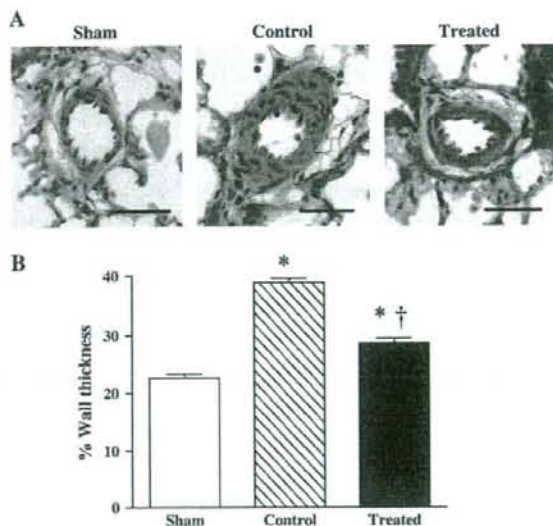 A
Sham Control Treated
B
% Wall thickness
40
30
20
10
0
*
* †
Sham Control Treated